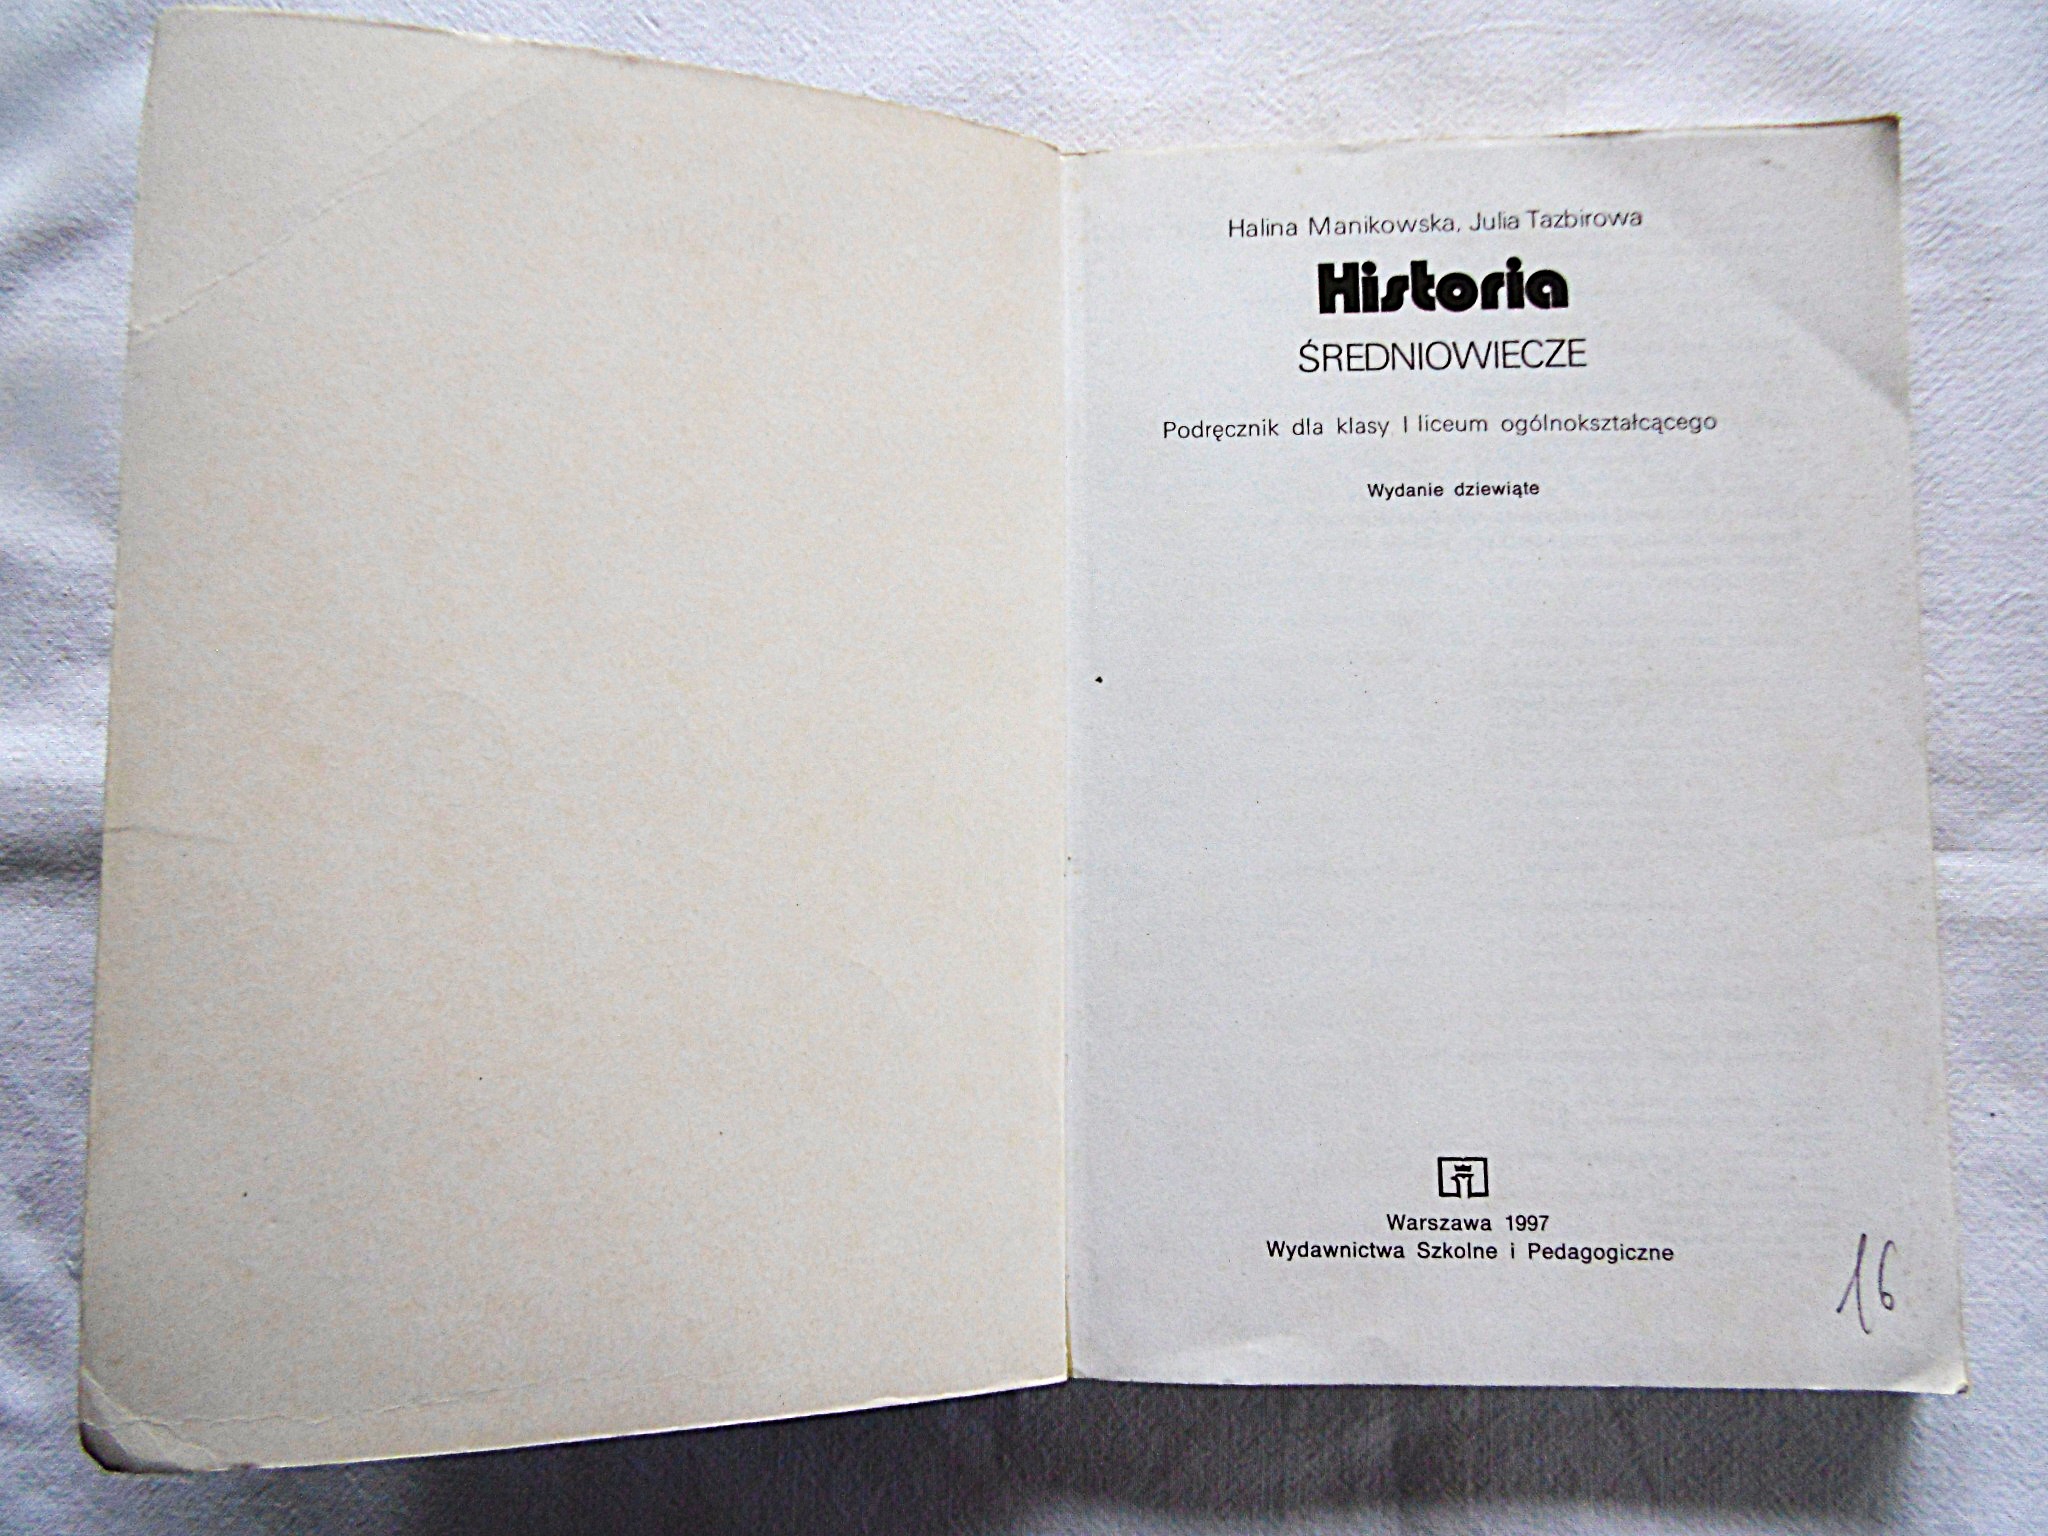 Halina Manikowska, Julia Tazbirowa
Historia
ŚREDNIOWIECZE
Podręcznik dla klasy I liceum ogólnokształcącego
Wydanie dziewiąte
Warszawa 1997
Wydawnictwa Szkolne i Pedagogiczne
16